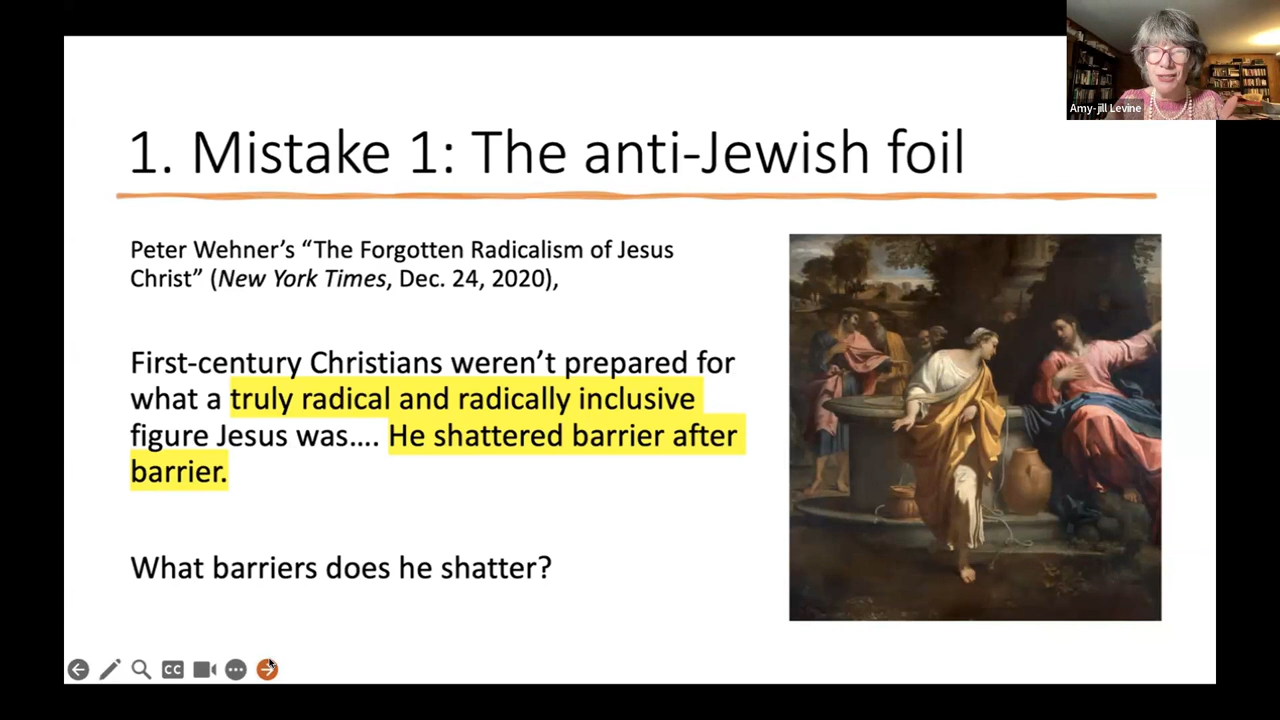 Amy-jill Levine
1. Mistake 1: The anti-Jewish foil
Peter Wehner’s “The Forgotten Radicalism of Jesus
Christ” (New York Times, Dec. 24, 2020),
First-century Christians weren’t prepared for
what a truly radical and radically inclusive
figure Jesus was…. He shattered barrier after
barrier.
What barriers does he shatter?
CC